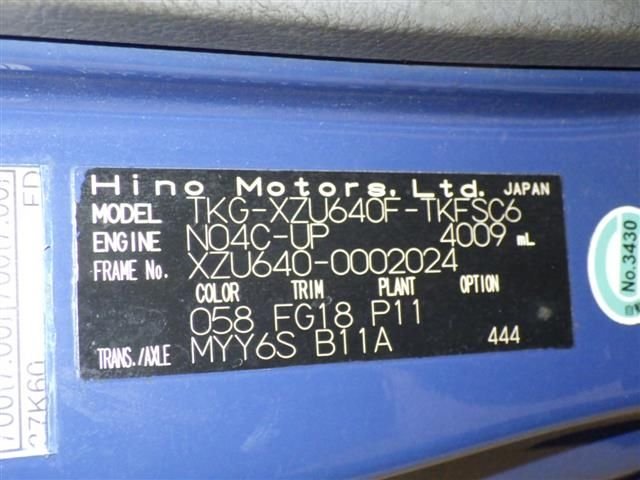 Hino Motors, Ltd. JAPAN
MODEL TKG-XZU640F-TKFSC6
ENGINE N04C-UP 4009 mL
FRAME No. XZU640-0002024
COLOR TRIM PLANT OPTION
058 FG18 P11
TRANS./AXLE MYY6S B11A 444
No.3430